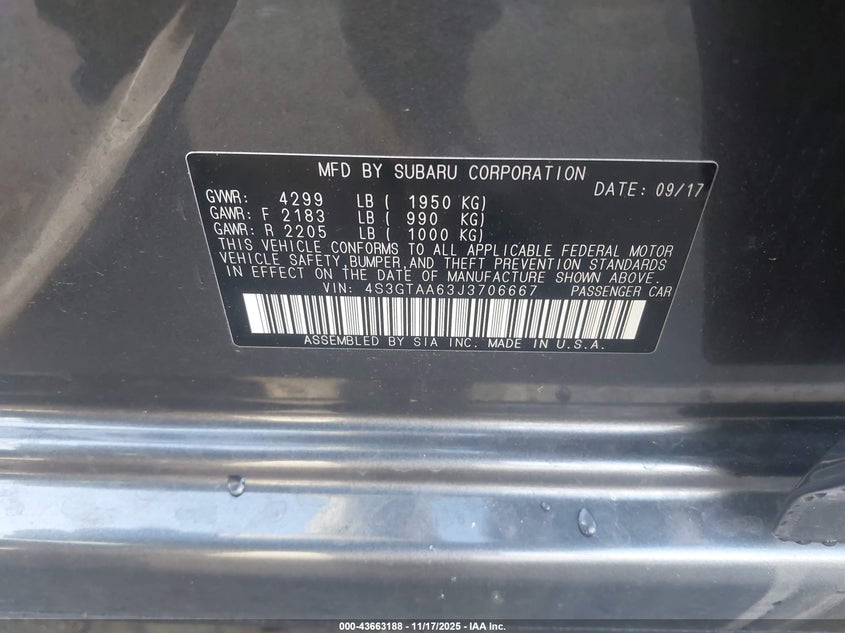 MFD BY SUBARU CORPORATION
DATE: 09/17
GVWR: 4299 LB ( 1950 KG)
GAWR: F 2183 LB ( 990 KG)
GAWR: R 2205 LB ( 1000 KG)
THIS VEHICLE CONFORMS TO ALL APPLICABLE FEDERAL MOTOR
VEHICLE SAFETY,BUMPER,AND THEFT PREVENTION STANDARDS
IN EFFECT ON THE DATE OF MANUFACTURE SHOWN ABOVE.
VIN: 4S3GTAA63J3706667 PASSENGER CAR
ASSEMBLED BY SIA INC. MADE IN U.S.A.
000-43663188 - 11/17/2025 - IAA Inc.